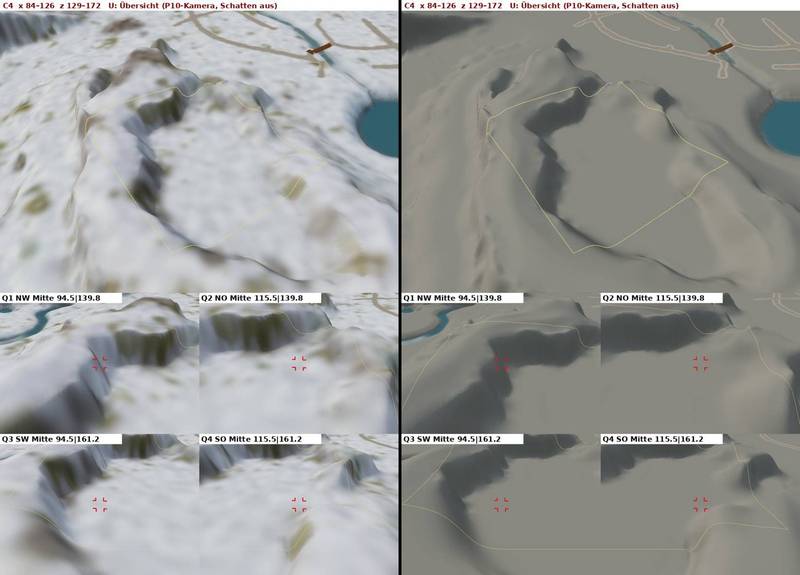 C4 x 84-126 z 129-172 U: Übersicht (P10-Kamera, Schatten aus)
C4 x 84-126 z 129-172 U: Übersicht (P10-Kamera, Schatten aus)
Q1 NW Mitte 94.5|139.8
Q2 NO Mitte 115.5|139.8
Q1 NW Mitte 94.5|139.8
Q2 NO Mitte 115.5|139.8
Q3 SW Mitte 94.5|161.2
Q4 SO Mitte 115.5|161.2
Q3 SW Mitte 94.5|161.2
Q4 SO Mitte 115.5|161.2